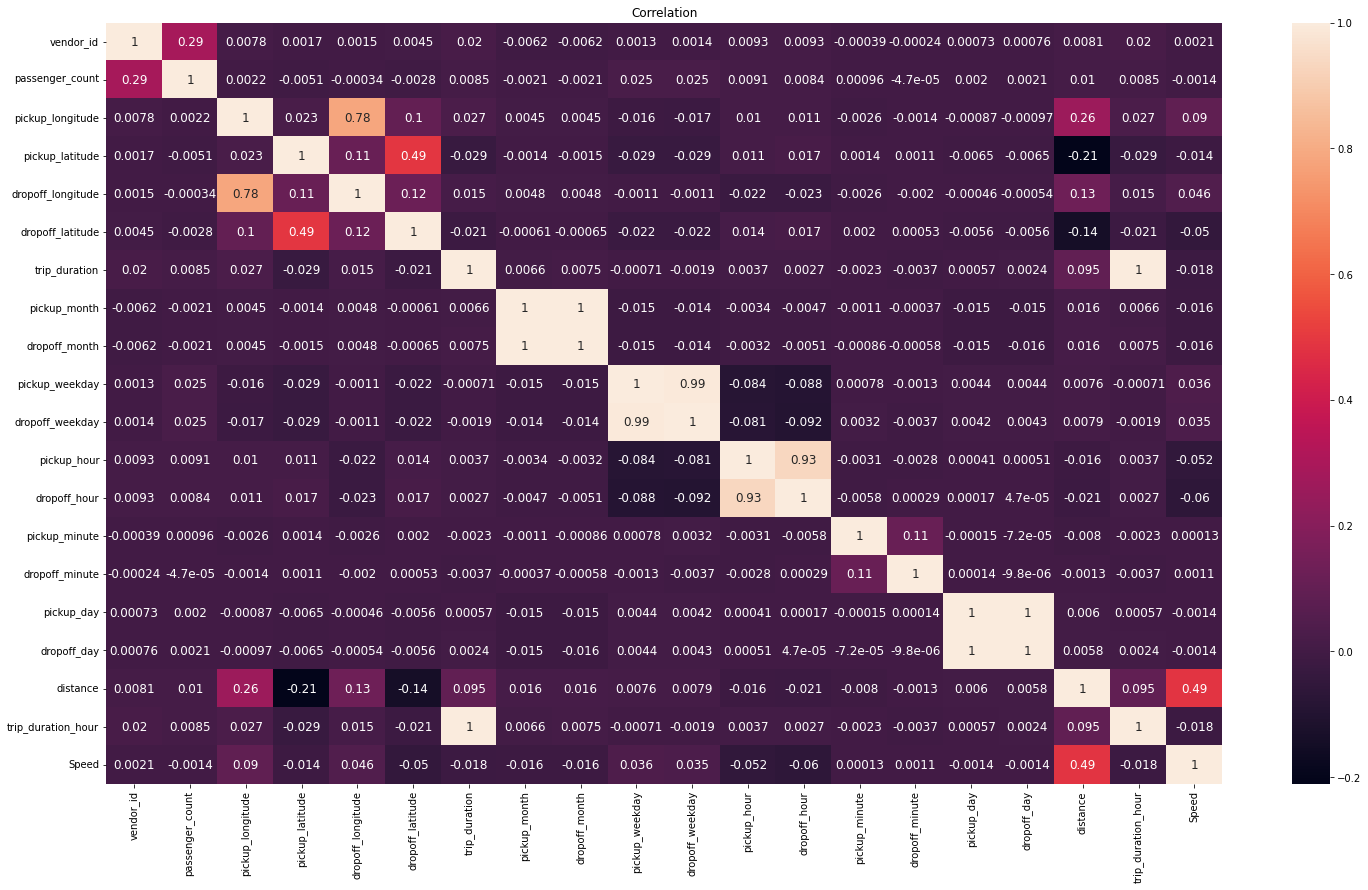 Correlation
vendor_id 1 0.29 0.0078 0.0017 0.0015 0.0045 0.02 -0.0062 -0.0062 0.0013 0.0014 0.0093 0.0093 -0.00039 -0.00024 0.00073 0.00076 0.0081 0.02 0.0021
passenger_count 0.29 1 0.0022 -0.0051 -0.00034 -0.0028 0.0085 -0.0021 -0.0021 0.025 0.025 0.0091 0.0084 0.00096 -4.7e-05 0.002 0.0021 0.01 0.0085 -0.0014
pickup_longitude 0.0078 0.0022 1 0.023 0.78 0.1 0.027 0.0045 0.0045 -0.016 -0.017 0.01 0.011 -0.0026 -0.0014 -0.00087 -0.00097 0.26 0.027 0.09
pickup_latitude 0.0017 -0.0051 0.023 1 0.11 0.49 -0.029 -0.0014 -0.0015 -0.029 -0.029 0.011 0.017 0.0014 0.0011 -0.0065 -0.0065 -0.21 -0.029 -0.014
dropoff_longitude 0.0015 -0.00034 0.78 0.11 1 0.12 0.015 0.0048 0.0048 -0.0011 -0.0011 -0.022 -0.023 -0.0026 -0.002 -0.00046 -0.00054 0.13 0.015 0.046
dropoff_latitude 0.0045 -0.0028 0.1 0.49 0.12 1 -0.021 -0.00061 -0.00065 -0.022 -0.022 0.014 0.017 0.002 0.00053 -0.0056 -0.0056 -0.14 -0.021 -0.05
trip_duration 0.02 0.0085 0.027 -0.029 0.015 -0.021 1 0.0066 0.0075 -0.00071 -0.0019 0.0037 0.0027 -0.0023 -0.0037 0.00057 0.0024 0.095 1 -0.018
pickup_month -0.0062 -0.0021 0.0045 -0.0014 0.0048 -0.00061 0.0066 1 1 -0.015 -0.014 -0.0034 -0.0047 -0.0011 -0.00037 -0.015 -0.015 0.016 0.0066 -0.016
dropoff_month -0.0062 -0.0021 0.0045 -0.0015 0.0048 -0.00065 0.0075 1 1 -0.015 -0.014 -0.0032 -0.0051 -0.00086 -0.00058 -0.015 -0.016 0.016 0.0075 -0.016
pickup_weekday 0.0013 0.025 -0.016 -0.029 -0.0011 -0.022 -0.00071 -0.015 -0.015 1 0.99 -0.084 -0.088 0.00078 -0.0013 0.0044 0.0044 0.0076 -0.00071 0.036
dropoff_weekday 0.0014 0.025 -0.017 -0.029 -0.0011 -0.022 -0.0019 -0.014 -0.014 0.99 1 -0.081 -0.092 0.0032 -0.0037 0.0042 0.0043 0.0079 -0.0019 0.035
pickup_hour 0.0093 0.0091 0.01 0.011 -0.022 0.014 0.0037 -0.0034 -0.0032 -0.084 -0.081 1 0.93 -0.0031 -0.0028 0.00041 0.00051 -0.016 0.0037 -0.052
dropoff_hour 0.0093 0.0084 0.011 0.017 -0.023 0.017 0.0027 -0.0047 -0.0051 -0.088 -0.092 0.93 1 -0.0058 0.00029 0.00017 4.7e-05 -0.021 0.0027 -0.06
pickup_minute -0.00039 0.00096 -0.0026 0.0014 -0.0026 0.002 -0.0023 -0.0011 -0.00086 0.00078 0.0032 -0.0031 -0.0058 1 0.11 -0.00015 -7.2e-05 -0.008 -0.0023 0.00013
dropoff_minute -0.00024 -4.7e-05 -0.0014 0.0011 -0.002 0.00053 -0.0037 -0.00037 -0.00058 -0.0013 -0.0037 -0.0028 0.00029 0.11 1 0.00014 -9.8e-06 -0.0013 -0.0037 0.0011
pickup_day 0.00073 0.002 -0.00087 -0.0065 -0.00046 -0.0056 0.00057 -0.015 -0.015 0.0044 0.0042 0.00041 0.00017 -0.00015 0.00014 1 1 0.006 0.00057 -0.0014
dropoff_day 0.00076 0.0021 -0.00097 -0.0065 -0.00054 -0.0056 0.0024 -0.015 -0.016 0.0044 0.0043 0.00051 4.7e-05 -7.2e-05 -9.8e-06 1 1 0.0058 0.0024 -0.0014
distance 0.0081 0.01 0.26 -0.21 0.13 -0.14 0.095 0.016 0.016 0.0076 0.0079 -0.016 -0.021 -0.008 -0.0013 0.006 0.0058 1 0.095 0.49
trip_duration_hour 0.02 0.0085 0.027 -0.029 0.015 -0.021 1 0.0066 0.0075 -0.00071 -0.0019 0.0037 0.0027 -0.0023 -0.0037 0.00057 0.0024 0.095 1 -0.018
Speed 0.0021 -0.0014 0.09 -0.014 0.046 -0.05 -0.018 -0.016 -0.016 0.036 0.035 -0.052 -0.06 0.00013 0.0011 -0.0014 -0.0014 0.49 -0.018 1
vendor_id
passenger_count
pickup_longitude
pickup_latitude
dropoff_longitude
dropoff_latitude
trip_duration
pickup_month
dropoff_month
pickup_weekday
dropoff_weekday
pickup_hour
dropoff_hour
pickup_minute
dropoff_minute
pickup_day
dropoff_day
distance
trip_duration_hour
Speed
1.0
0.8
0.6
0.4
0.2
0.0
−0.2